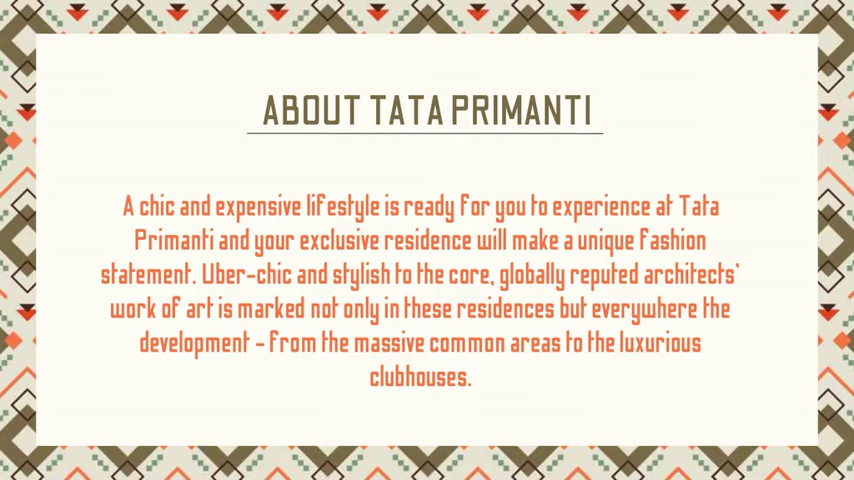 ABOUT TATA PRIMANTI
A chic and expensive lifestyle is ready for you to experience at Tata
Primanti and your exclusive residence will make a unique fashion
statement. Uber-chic and stylish to the core, globally reputed architects'
work of art is marked not only in these residences but everywhere the
development - from the massive common areas to the luxurious
clubhouses.